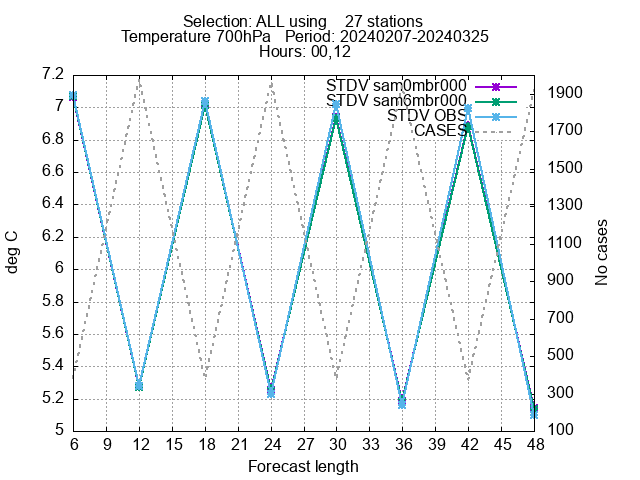 Selection: ALL using    27 stations
Temperature 700hPa   Period: 20240207-20240325
Hours: 00,12
STDV sam0mbr000
STDV sam6mbr000
STDV OBS
CASES
7.2
7
6.8
6.6
6.4
6.2
6
5.8
5.6
5.4
5.2
5
1900
1700
1500
1300
1100
900
700
500
300
100
deg C
No cases
6 9 12 15 18 21 24 27 30 33 36 39 42 45 48
Forecast length